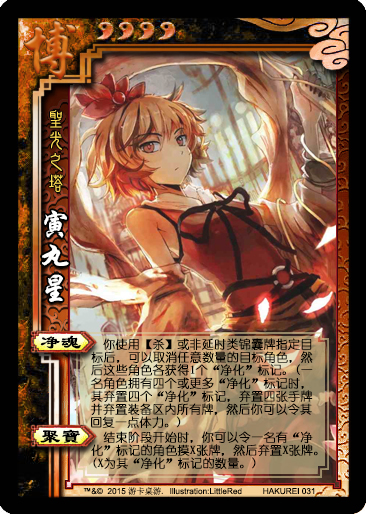 博
聖光之塔
寅丸星
净魂
你使用【杀】或非延时类锦囊牌指定目
标后，可以取消任意数量的目标角色，然
后这些角色各获得1个“净化”标记。（一
名角色拥有四个或更多“净化”标记时，
其弃置四个“净化”标记，弃置四张手牌
并弃置装备区内所有牌，然后你可以令其
回复一点体力。）
聚寶
结束阶段开始时，你可以令一名有“净
化”标记的角色摸X张牌，然后弃置X张牌。
（X为其“净化”标记的数量。）
™&© 2015 游卡桌游. Illustration:LittleRed
HAKUREI 031